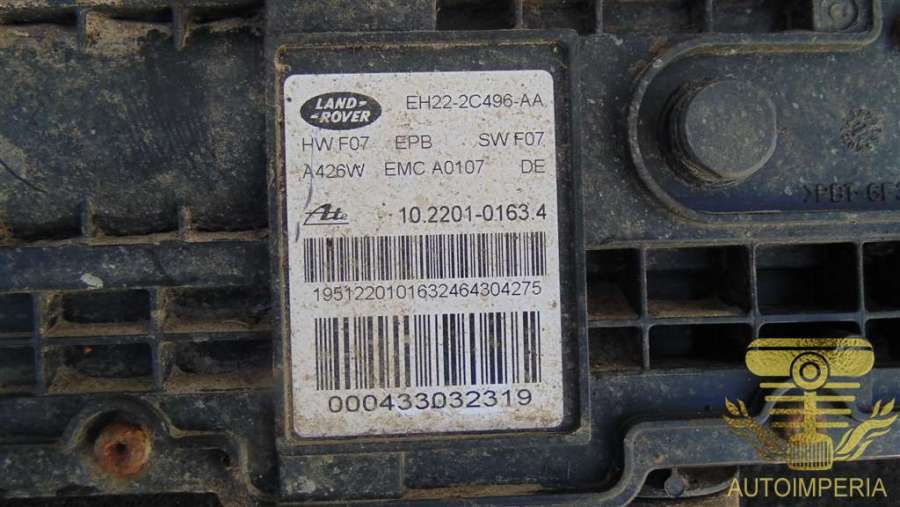 LAND-
-ROVER
EH22-2C496-AA
HW F07 EPB SW F07
A426W EMC A0107 DE
Ate 10.2201-0163.4
1951220101632464304275
000433032319
AUTOIMPERIA